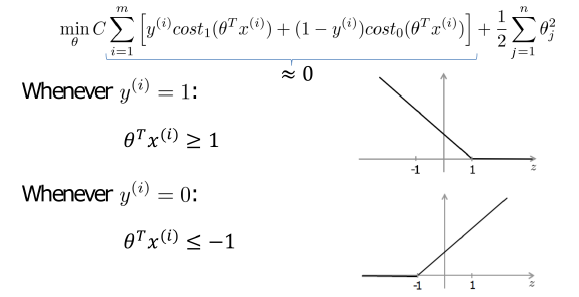 min_θ C ∑_{i=1}^{m} [y^{(i)}cost_1(θ^T x^{(i)}) + (1 − y^{(i)})cost_0(θ^T x^{(i)})] + 1/2 ∑_{j=1}^{n} θ_j^2
≈ 0
Whenever y^{(i)} = 1:
θ^T x^{(i)} ≥ 1
-1 1 z
Whenever y^{(i)} = 0:
θ^T x^{(i)} ≤ −1
-1 1 z